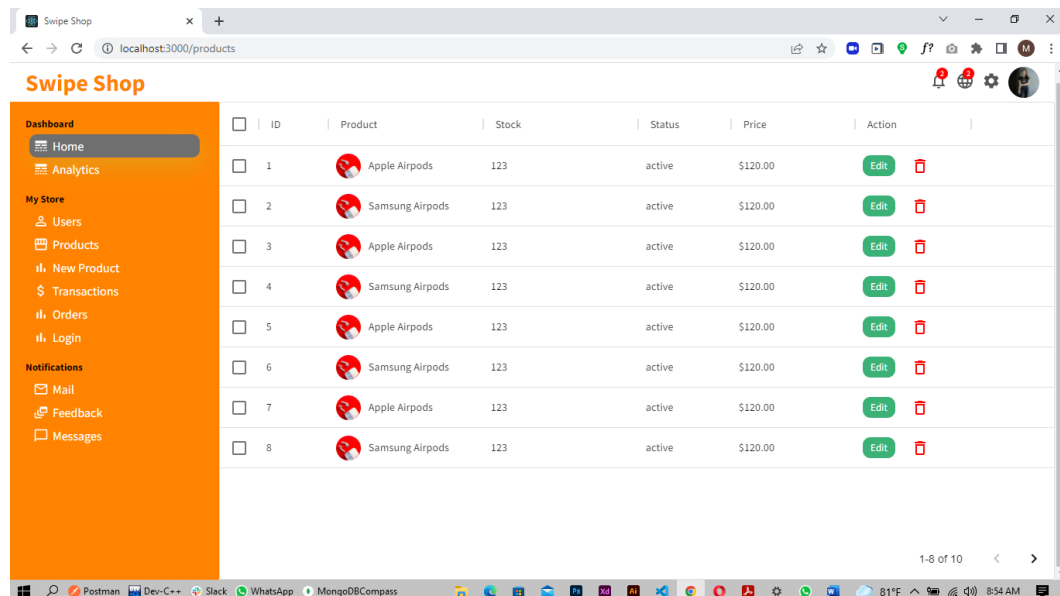 Swipe Shop
localhost:3000/products
f?
M
Swipe Shop
2
2
Dashboard
Home
Analytics
My Store
Users
Products
New Product
Transactions
Orders
Login
Notifications
Mail
Feedback
Messages
ID Product Stock Status Price Action
1 Apple Airpods 123 active $120.00 Edit
2 Samsung Airpods 123 active $120.00 Edit
3 Apple Airpods 123 active $120.00 Edit
4 Samsung Airpods 123 active $120.00 Edit
5 Apple Airpods 123 active $120.00 Edit
6 Samsung Airpods 123 active $120.00 Edit
7 Apple Airpods 123 active $120.00 Edit
8 Samsung Airpods 123 active $120.00 Edit
1-8 of 10
Postman Dev-C++ Slack WhatsApp MongoDBCompass Ps Xd Ai 81°F 8:54 AM